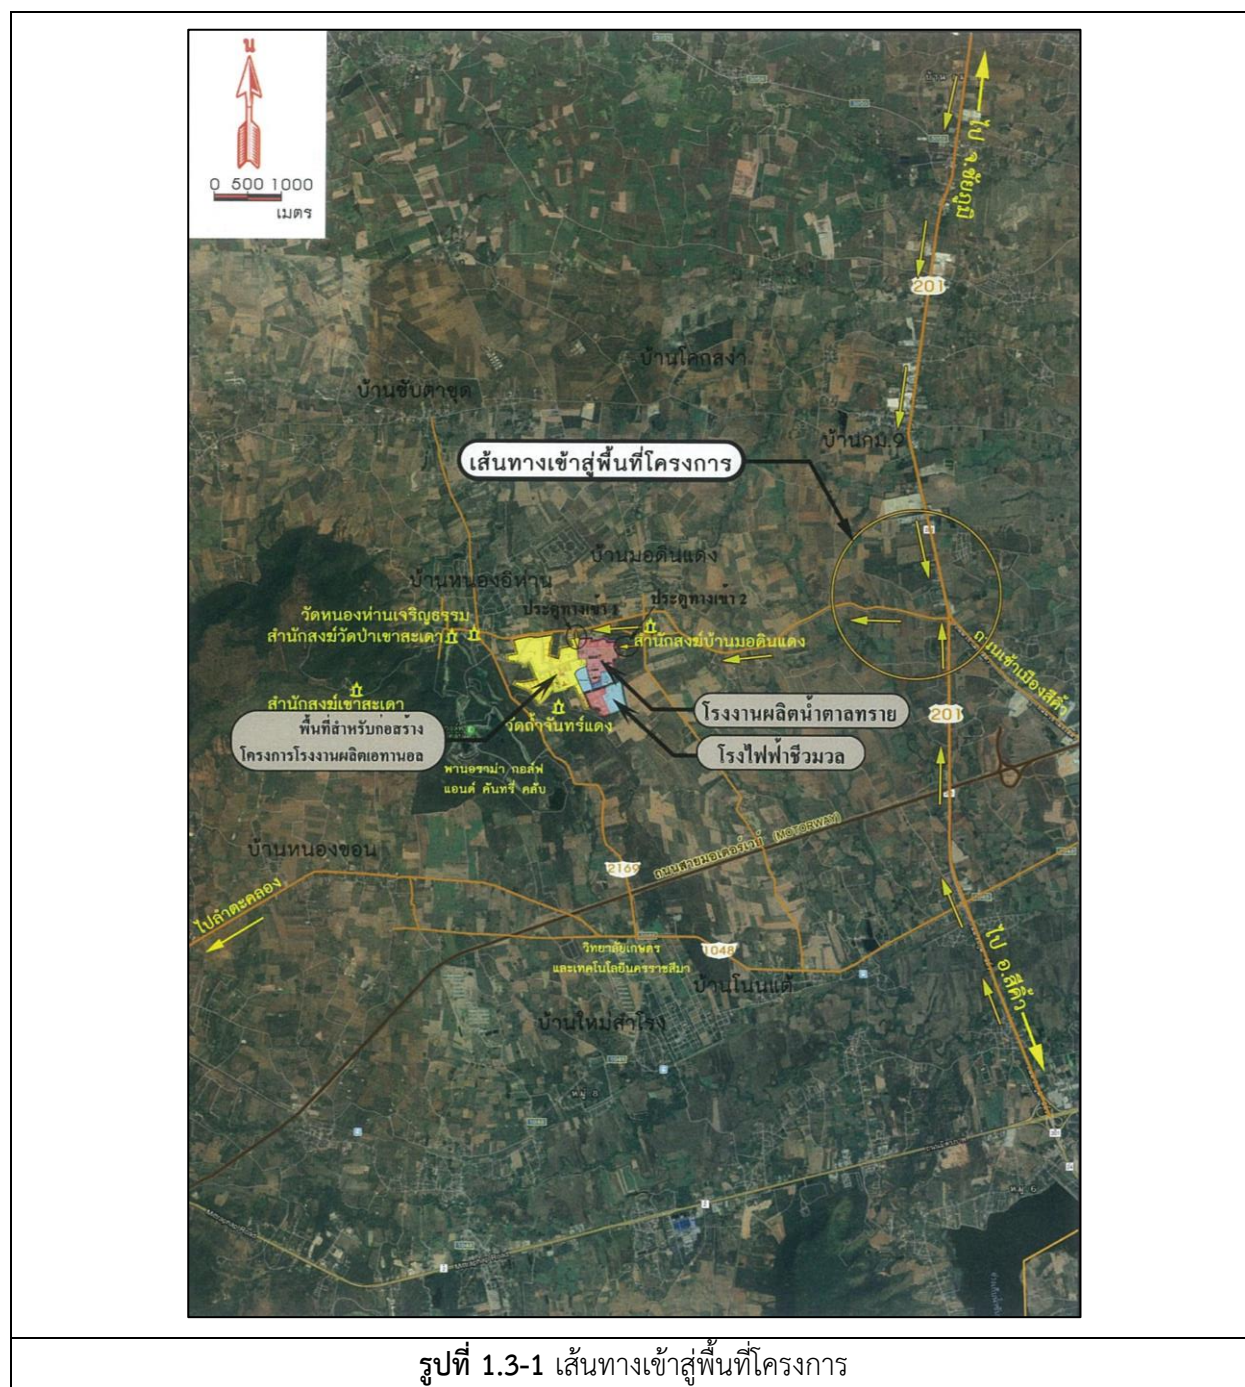 น
0 500 1000
เมตร
ไป จ.ชัยภูมิ
201
บ้านโคกสง่า
บ้านซับตาขุด
บ้านกม.9
เส้นทางเข้าสู่พื้นที่โครงการ
บ้านมอดินแดง
บ้านหนองอีห่าน
ประตูทางเข้า 1
ประตูทางเข้า 2
วัดหนองห่านเจริญธรรม
สำนักสงฆ์วัดป่าเขาสะเดา
สำนักสงฆ์บ้านมอดินแดง
ถนนเข้าเมืองสีคิ้ว
สำนักสงฆ์เขาสะเดา
พื้นที่สำหรับก่อสร้าง
โครงการโรงงานผลิตเอทานอล
วัดถ้ำจันทร์แดง
โรงงานผลิตน้ำตาลทราย
201
โรงไฟฟ้าชีวมวล
พานอราม่า กอล์ฟ
แอนด์ คันทรี่ คลับ
ถนนสายมอเตอร์เวย์ (MOTORWAY)
บ้านหนองขอน
2169
ไปลำตะคลอง
วิทยาลัยเกษตร
และเทคโนโลยีนครราชสีมา
1048
บ้านโนนแต้
ไป อ.สีคิ้ว
บ้านใหม่สำโรง
หมู่ 8
หมู่ 6
รูปที่ 1.3-1 เส้นทางเข้าสู่พื้นที่โครงการ